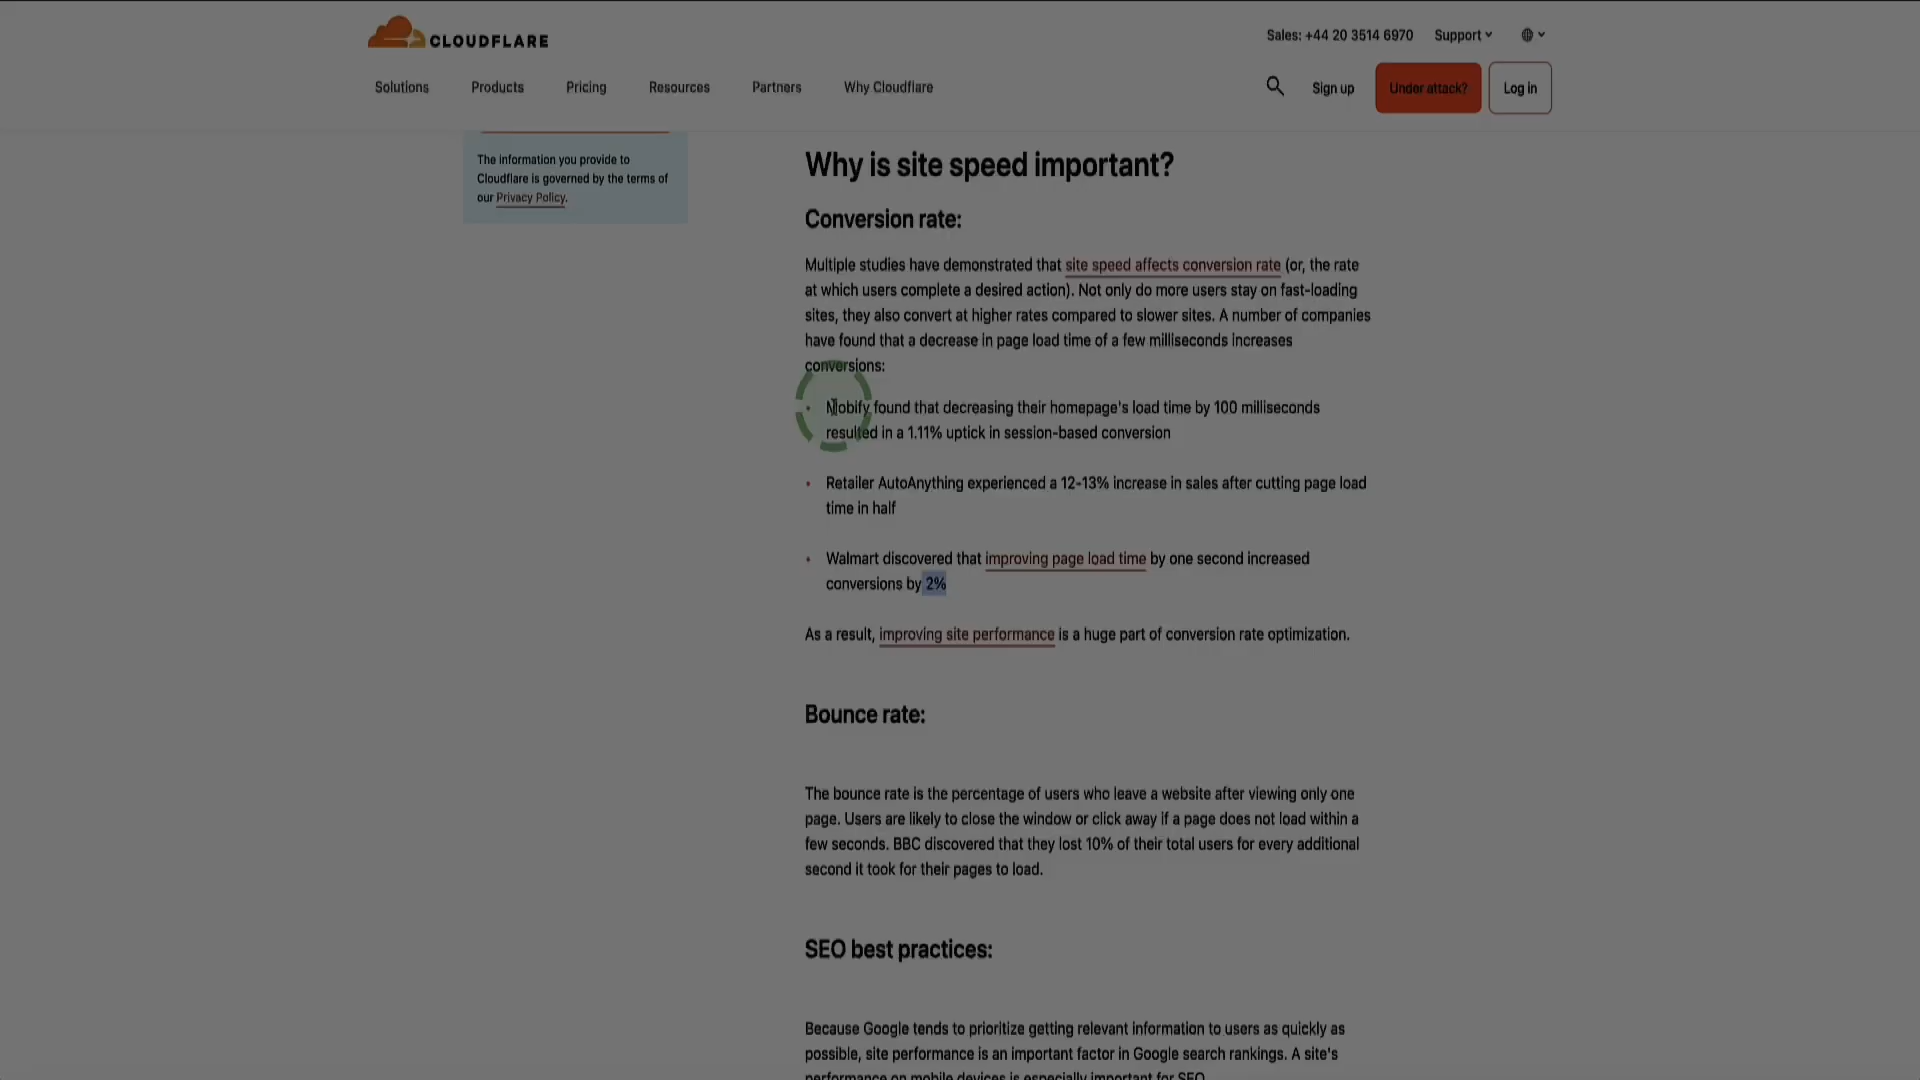 CLOUDFLARE
Sales: +44 20 3514 6970 Support
Solutions Products Pricing Resources Partners Why Cloudflare Sign up Under attack? Log in
The information you provide to
Cloudflare is governed by the terms of
our Privacy Policy.
Why is site speed important?
Conversion rate:
Multiple studies have demonstrated that site speed affects conversion rate (or, the rate
at which users complete a desired action). Not only do more users stay on fast-loading
sites, they also convert at higher rates compared to slower sites. A number of companies
have found that a decrease in page load time of a few milliseconds increases
conversions:
• Mobify found that decreasing their homepage's load time by 100 milliseconds
resulted in a 1.11% uptick in session-based conversion
• Retailer AutoAnything experienced a 12-13% increase in sales after cutting page load
time in half
• Walmart discovered that improving page load time by one second increased
conversions by 2%
As a result, improving site performance is a huge part of conversion rate optimization.
Bounce rate:
The bounce rate is the percentage of users who leave a website after viewing only one
page. Users are likely to close the window or click away if a page does not load within a
few seconds. BBC discovered that they lost 10% of their total users for every additional
second it took for their pages to load.
SEO best practices:
Because Google tends to prioritize getting relevant information to users as quickly as
possible, site performance is an important factor in Google search rankings. A site's
performance on mobile devices is especially important for SEO.